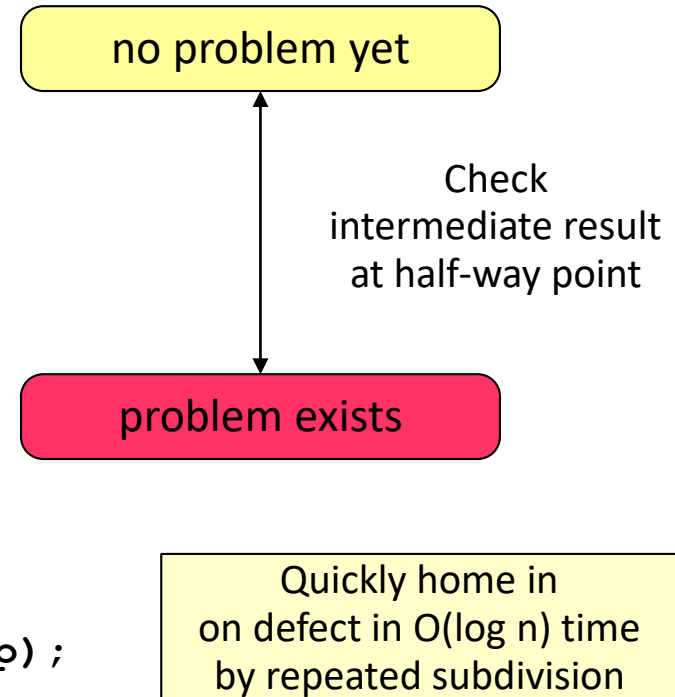 no problem yet
Check
intermediate result
at half-way point
problem exists
Quickly home in
on defect in O(log n) time
by repeated subdivision
) ;